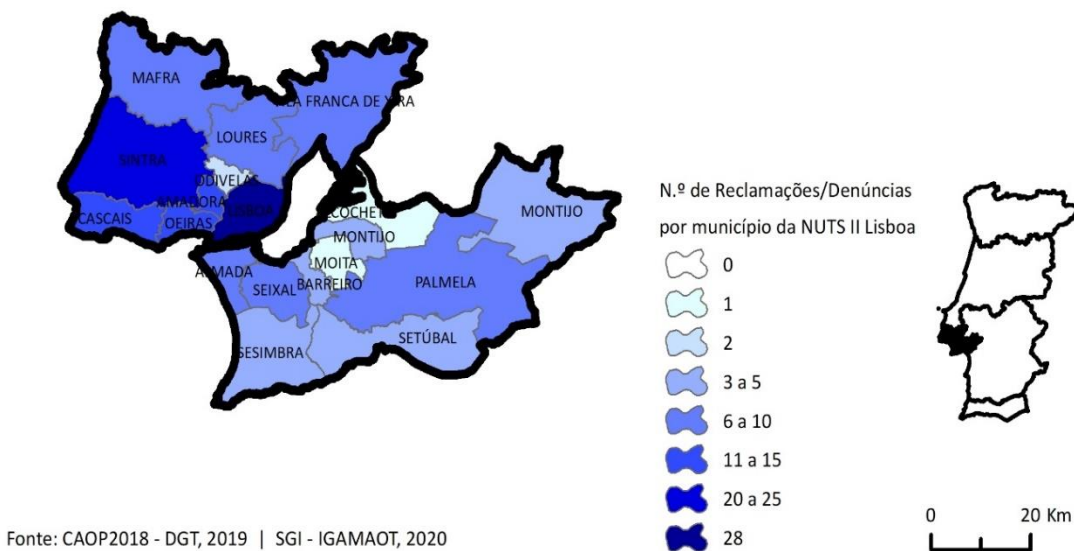 MAFRA
VILA FRANCA DE XIRA
LOURES
SINTRA
ODIVELAS
AMADORA
LISBOA
CASCAIS
OEIRAS
ALCOCHETE
MONTIJO
MONTIJO
MOITA
ALMADA
BARREIRO
SEIXAL
PALMELA
SETÚBAL
SESIMBRA
N.º de Reclamações/Denúncias
por município da NUTS II Lisboa
0
1
2
3 a 5
6 a 10
11 a 15
20 a 25
28
0 20 Km
Fonte: CAOP2018 - DGT, 2019 | SGI - IGAMAOT, 2020